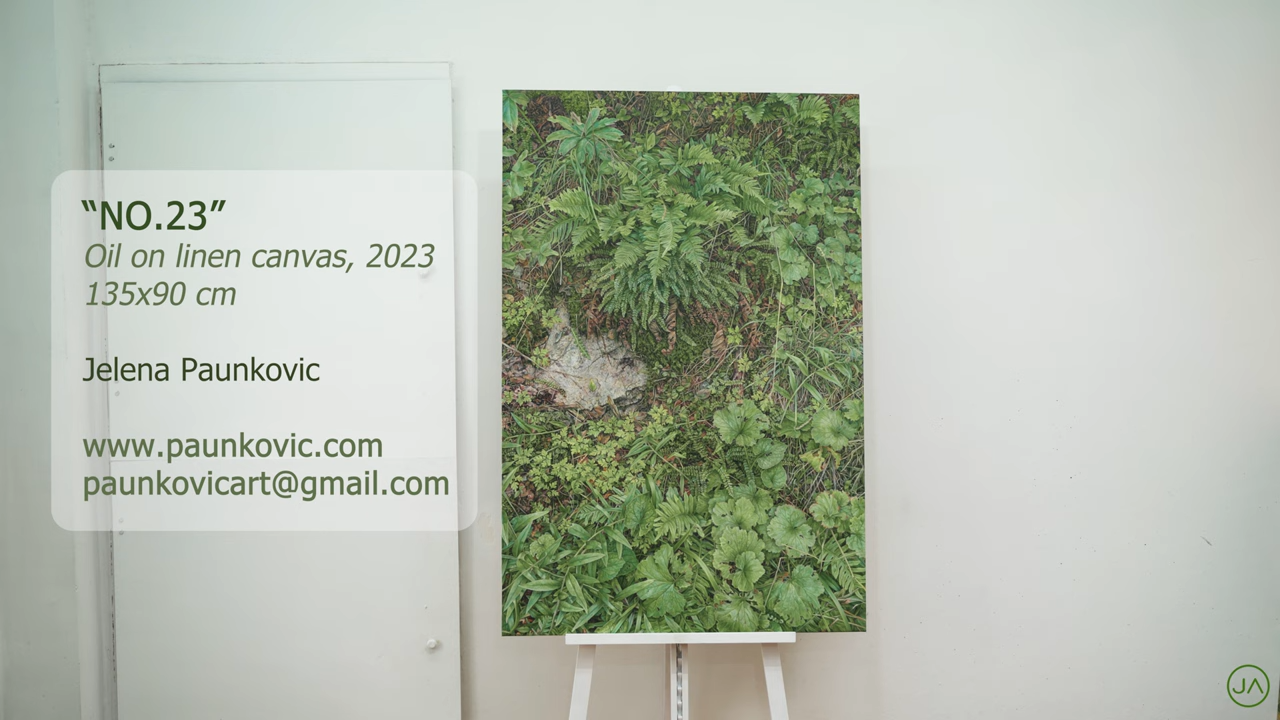 “NO.23”
Oil on linen canvas, 2023
135x90 cm
Jelena Paunkovic
www.paunkovic.com
paunkovicart@gmail.com
JA